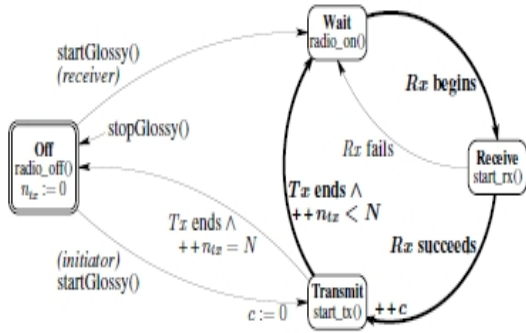 Wait
radio_on()
startGlossy()
(receiver)
Rx begins
stopGlossy()
Off
radio_off()
n_tx := 0
Rx fails
Receive
start_rx()
Tx ends ∧
++n_tx < N
Tx ends ∧
++n_tx = N
Rx succeeds
(initiator)
startGlossy()
c := 0
Transmit
start_tx()
++c